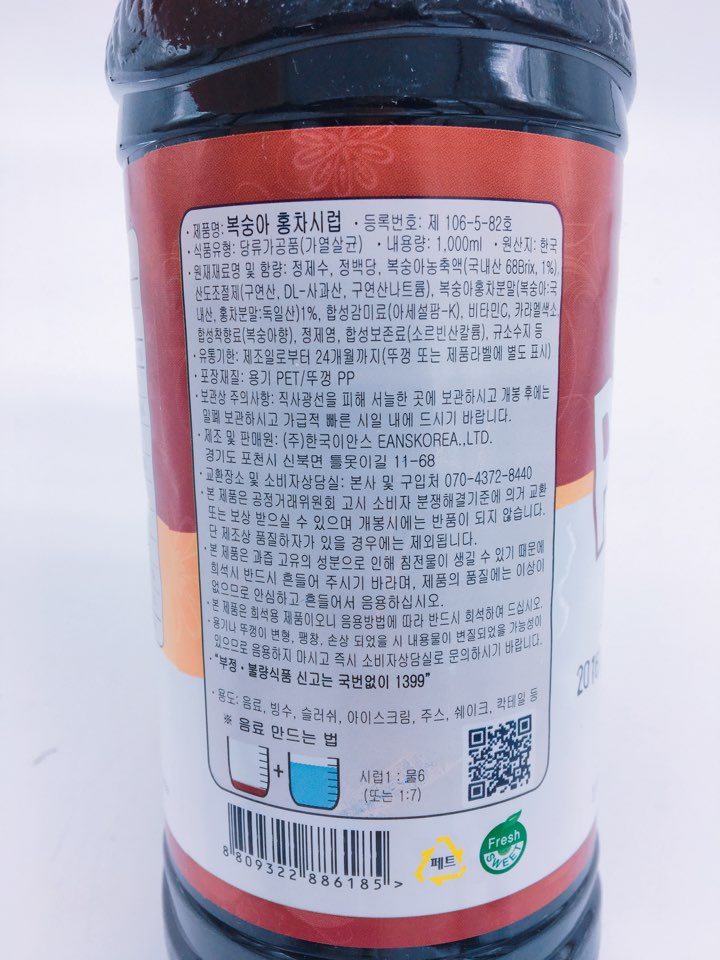 · 제품명: 복숭아 홍차시럽 · 등록번호: 제 106-5-82호
· 식품유형: 당류가공품(가열살균) · 내용량: 1,000ml · 원산지: 한국
· 원재재료명 및 함량: 정제수, 정백당, 복숭아농축액(국내산 68Brix, 1%),
산도조절제(구연산, DL-사과산, 구연산나트륨), 복숭아홍차분말(복숭아:국
내산, 홍차분말:독일산)1%, 합성감미료(아세설팜-K), 비타민C, 카라멜색소,
합성착향료(복숭아향), 정제염, 합성보존료(소르빈산칼륨), 규소수지 등
· 유통기한: 제조일로부터 24개월까지(뚜껑 또는 제품라벨에 별도 표시)
· 포장재질: 용기 PET/뚜껑 PP
· 보관상 주의사항: 직사광선을 피해 서늘한 곳에 보관하시고 개봉 후에는
밀폐 보관하시고 가급적 빠른 시일 내에 드시기 바랍니다.
· 제조 및 판매원: (주)한국이안스 EANSKOREA.,LTD.
경기도 포천시 신북면 틀못이길 11-68
· 교환장소 및 소비자상담실: 본사 및 구입처 070-4372-8440
· 본 제품은 공정거래위원회 고시 소비자 분쟁해결기준에 의거 교환
또는 보상 받으실 수 있으며 개봉시에는 반품이 되지 않습니다.
단 제조상 품질하자가 있을 경우에는 제외됩니다.
· 본 제품은 과즙 고유의 성분으로 인해 침전물이 생길 수 있기 때문에
희석시 반드시 흔들어 주시기 바라며, 제품의 품질에는 이상이
없으므로 안심하고 흔들어서 음용하십시오.
· 본 제품은 희석용 제품이오니 음용방법에 따라 반드시 희석하여 드십시오.
· 용기나 뚜껑이 변형, 팽창, 손상 되었을 시 내용물이 변질되었을 가능성이
있으므로 음용하지 마시고 즉시 소비자상담실로 문의하시기 바랍니다.
· "부정 · 불량식품 신고는 국번없이 1399"
· 용도: 음료, 빙수, 슬러쉬, 아이스크림, 주스, 쉐이크, 칵테일 등
※ 음료 만드는 법
+
시럽1 : 물6
(또는 1:7)
8 809322 886185 >
페트
Fresh
SWEET
2016